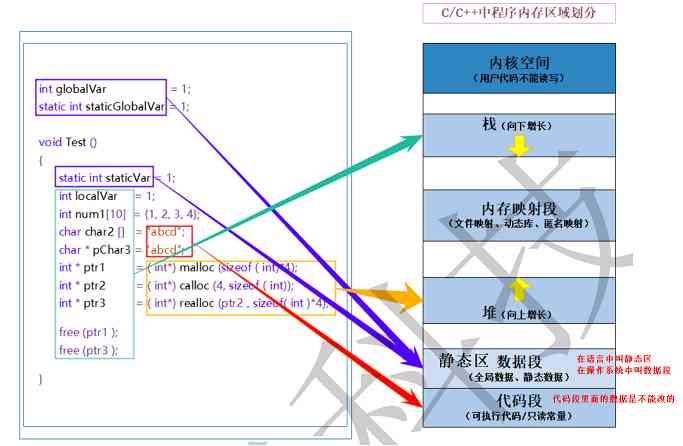 C/C++中程序内存区域划分
int globalVar = 1;
static int staticGlobalVar = 1;
void Test ()
{
static int staticVar = 1;
int localVar = 1;
int num1[10] = {1, 2, 3, 4};
char char2 [] = "abcd";
char * pChar3 = "abcd";
int * ptr1 = ( int*) malloc (sizeof ( int)*4);
int * ptr2 = ( int*) calloc (4, sizeof ( int));
int * ptr3 = ( int*) realloc (ptr2 , sizeof( int )*4);
free (ptr1 );
free (ptr3 );
}
内核空间
(用户代码不能读写)
栈 (向下增长)
内存映射段
(文件映射、动态库、匿名映射)
堆 (向上增长)
静态区 数据段
(全局数据、静态数据)
在语言中叫静态区
在操作系统中叫数据段
代码段
(可执行代码/只读常量)
代码段里面的数据是不能改的
科技